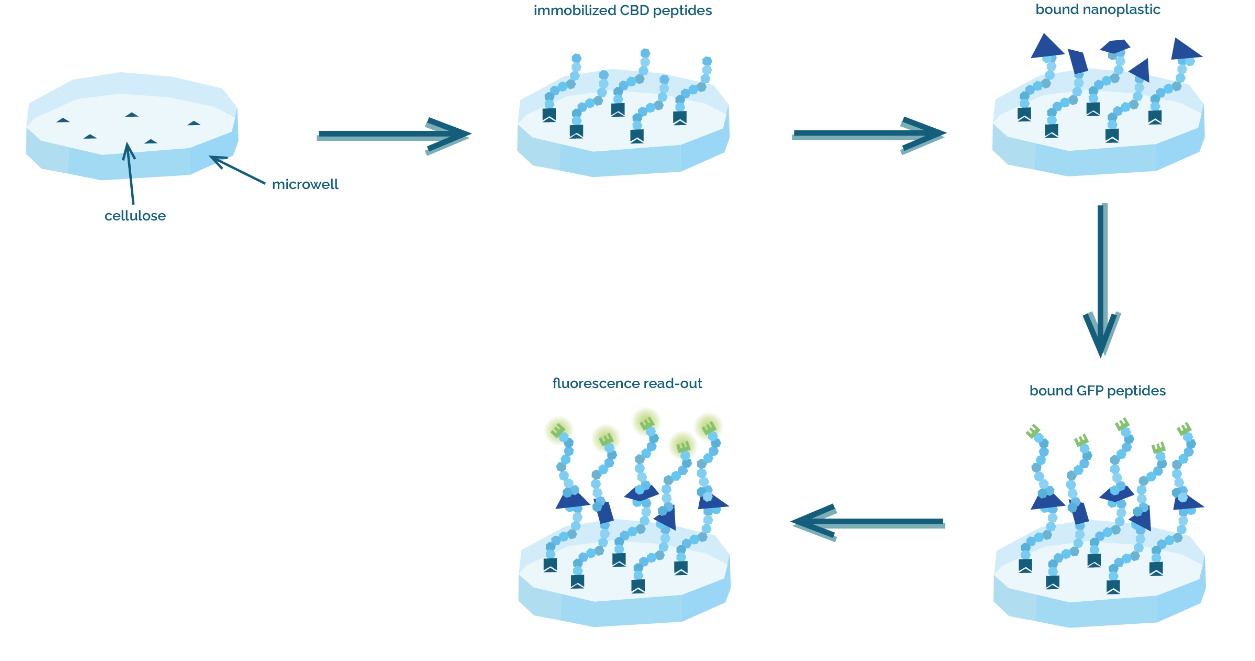 immobilized CBD peptides
bound nanoplastic
microwell
cellulose
fluorescence read-out
bound GFP peptides